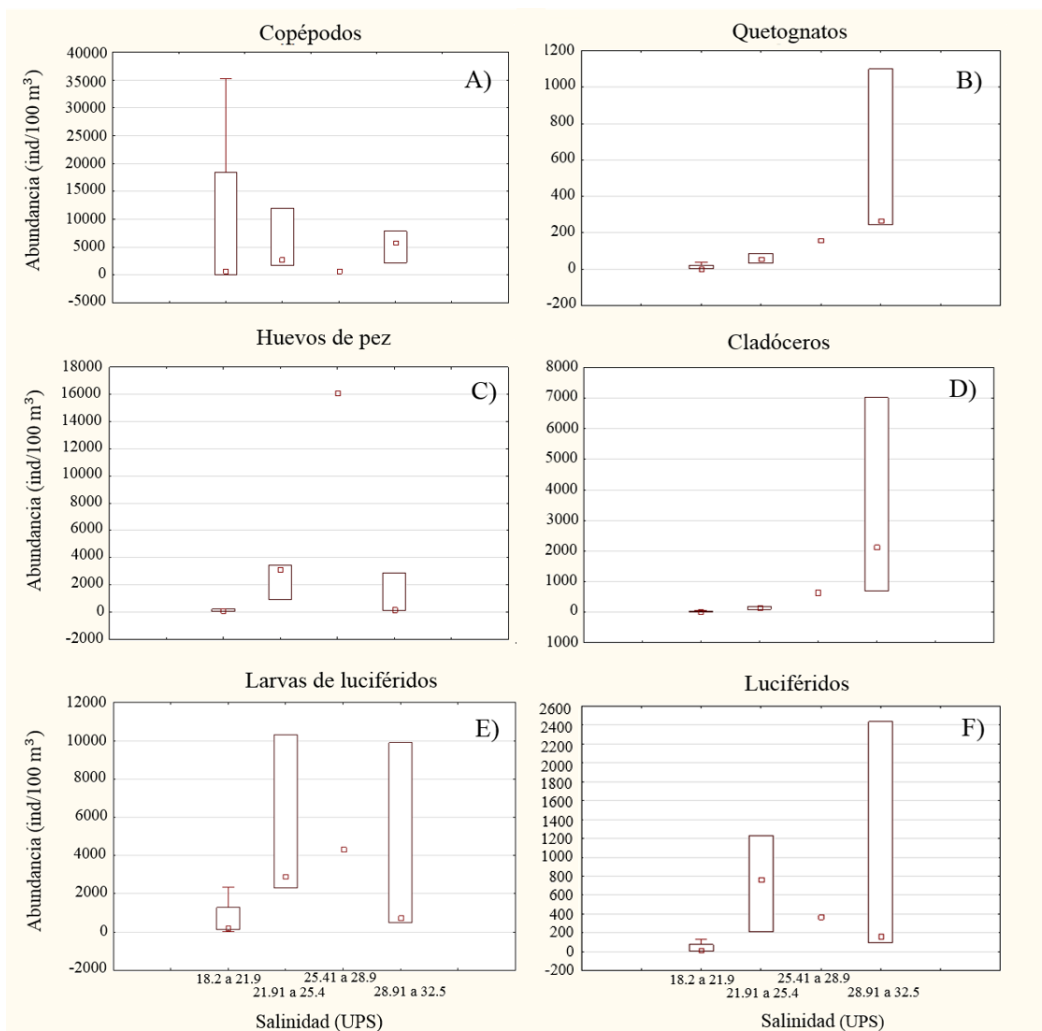 Copépodos
A)
Abundancia (ind/100 m³)
40000
35000
30000
25000
20000
15000
10000
5000
0
-5000
Quetognatos
B)
1200
1000
800
600
400
200
0
-200
Huevos de pez
C)
Abundancia (ind/100 m³)
18000
16000
14000
12000
10000
8000
6000
4000
2000
0
-2000
Cladóceros
D)
8000
7000
6000
5000
4000
3000
2000
1000
0
1000
Larvas de luciféridos
E)
Abundancia (ind/100 m³)
12000
10000
8000
6000
4000
2000
0
-2000
18.2 a 21.9
25.41 a 28.9
21.91 a 25.4
28.91 a 32.5
Salinidad (UPS)
Luciféridos
F)
2600
2400
2200
2000
1800
1600
1400
1200
1000
800
600
400
200
0
-200
18.2 a 21.9
25.41 a 28.9
21.91 a 25.4
28.91 a 32.5
Salinidad (UPS)